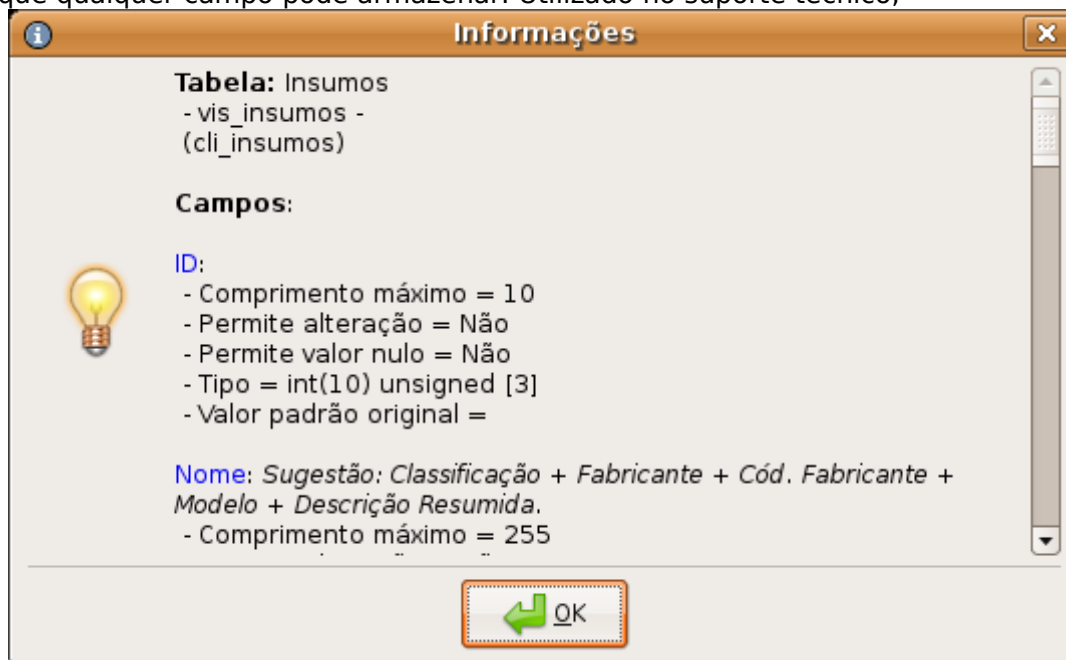 que qualquer campo pode armazenar. Utilizado no suporte técnico,
Informações
Tabela: Insumos
- vis_insumos -
(cli_insumos)
Campos:
ID:
- Comprimento máximo = 10
- Permite alteração = Não
- Permite valor nulo = Não
- Tipo = int(10) unsigned [3]
- Valor padrão original =
Nome: Sugestão: Classificação + Fabricante + Cód. Fabricante +
Modelo + Descrição Resumida.
- Comprimento máximo = 255
OK